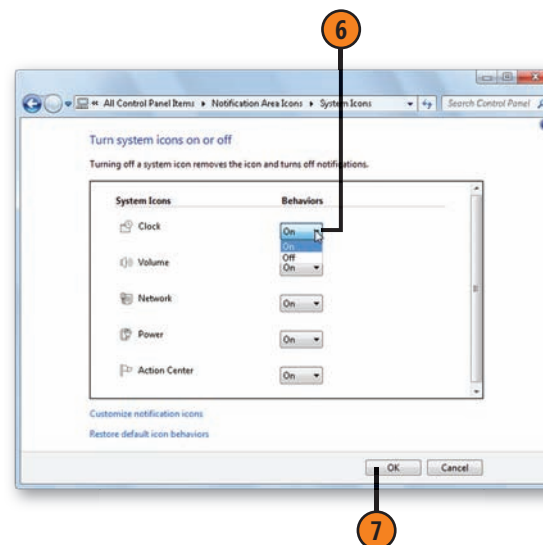 6
« All Control Panel Items ▸ Notification Area Icons ▸ System Icons Search Control Panel
Turn system icons on or off
Turning off a system icon removes the icon and turns off notifications.
System Icons Behaviors
Clock On
On
Off
Volume On
Network On
Power On
Action Center On
Customize notification icons
Restore default icon behaviors
OK Cancel
7